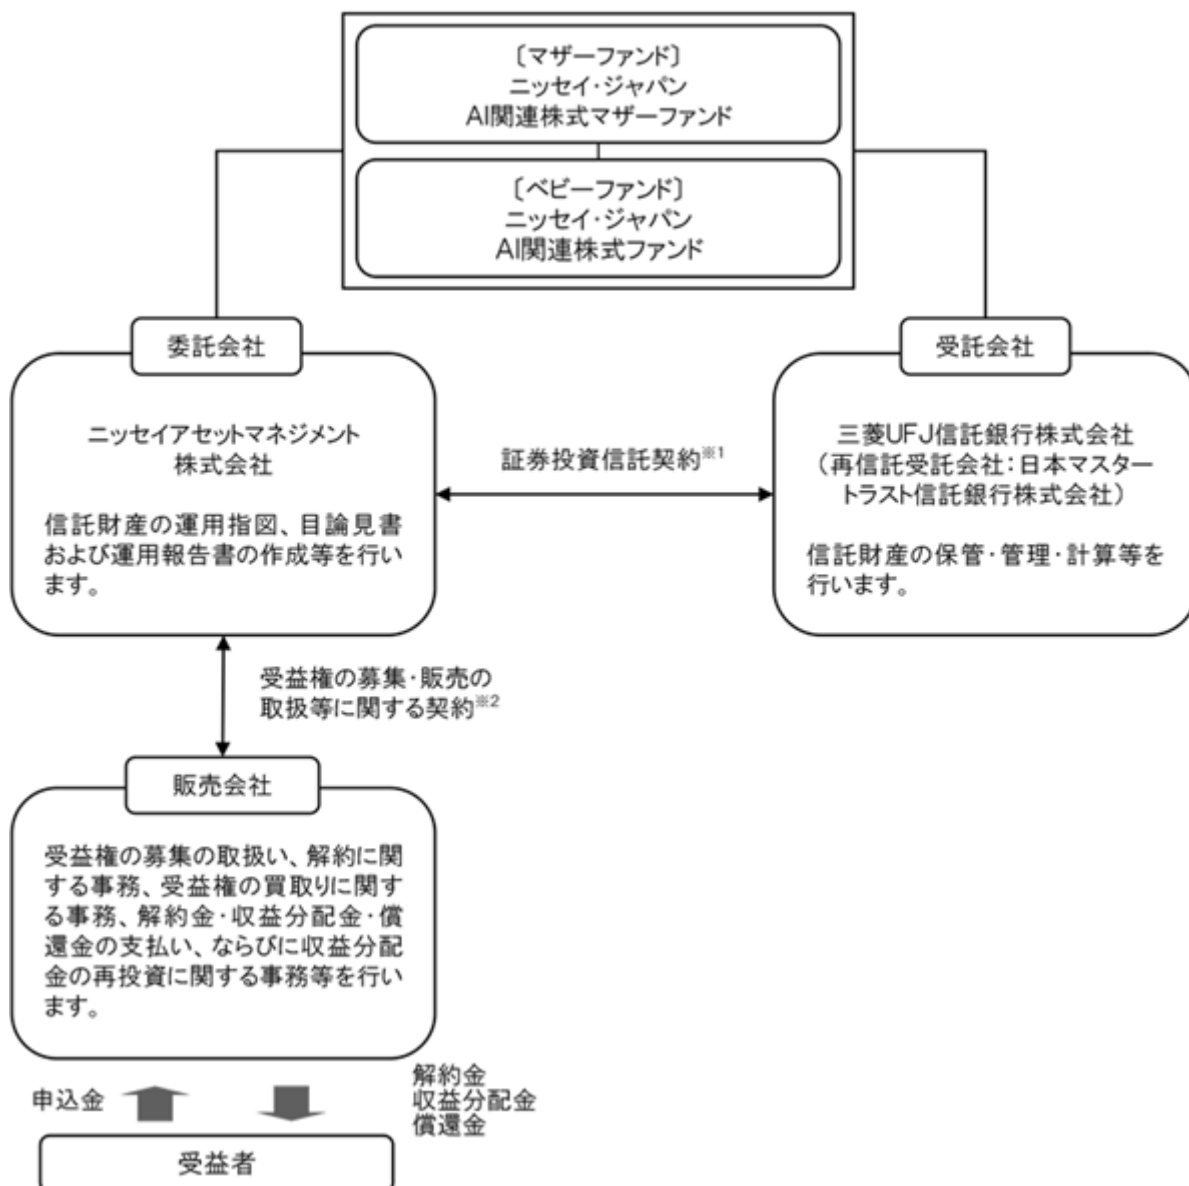 〔マザーファンド〕
ニッセイ・ジャパン
AI関連株式マザーファンド
〔ベビーファンド〕
ニッセイ・ジャパン
AI関連株式ファンド
委託会社
ニッセイアセットマネジメント
株式会社
信託財産の運用指図、目論見書
および運用報告書の作成等を行い
ます。
証券投資信託契約※1
受託会社
三菱UFJ信託銀行株式会社
（再信託受託会社：日本マスター
トラスト信託銀行株式会社）
信託財産の保管・管理・計算等を
行います。
受益権の募集・販売の
取扱等に関する契約※2
販売会社
受益権の募集の取扱い、解約に関
する事務、受益権の買取りに関す
る事務、解約金・収益分配金・償
還金の支払い、ならびに収益分配
金の再投資に関する事務等を行い
ます。
申込金
解約金
収益分配金
償還金
受益者